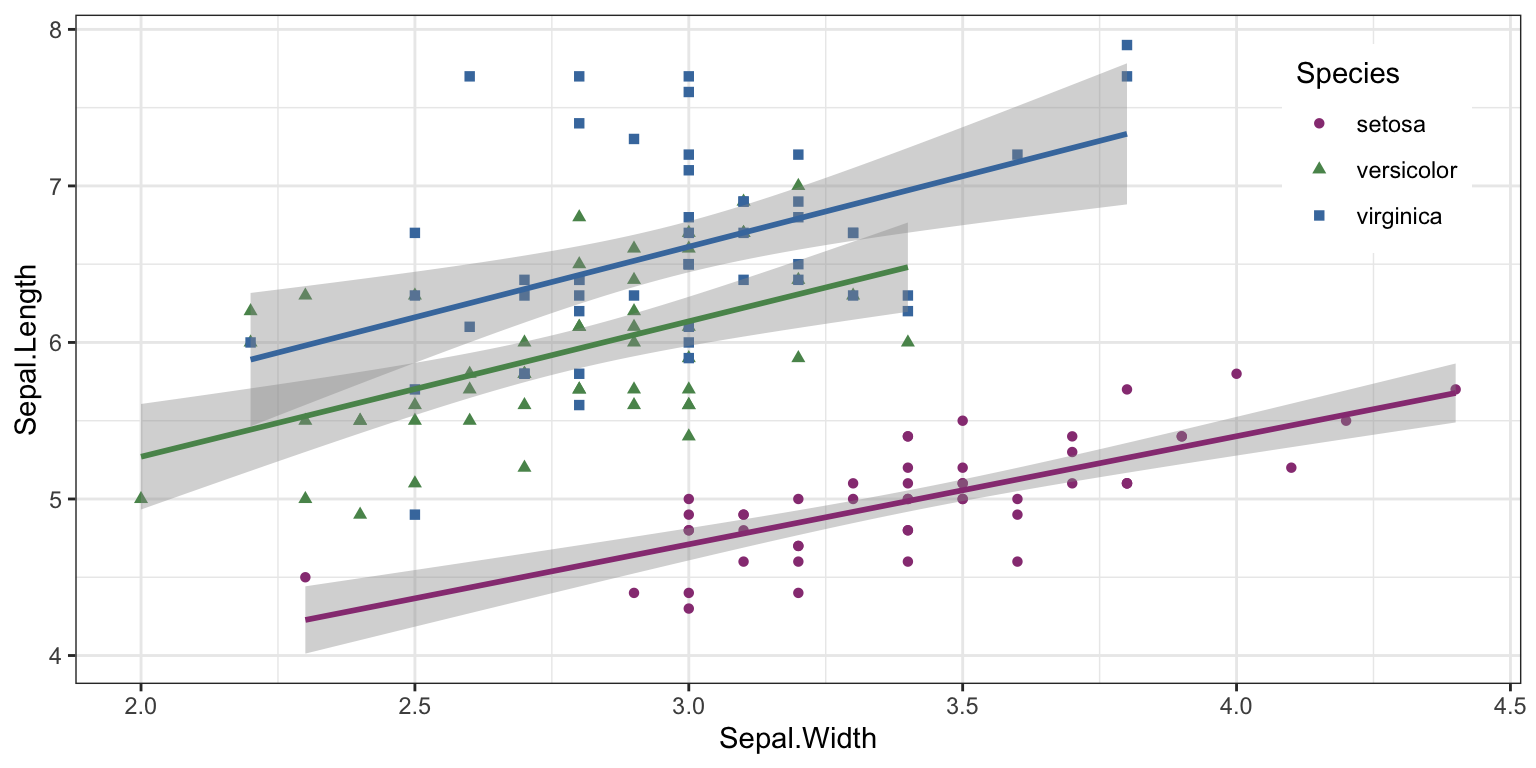 8
7
6
5
4
Sepal.Length
2.0 2.5 3.0 3.5 4.0 4.5
Sepal.Width
Species
setosa
versicolor
virginica